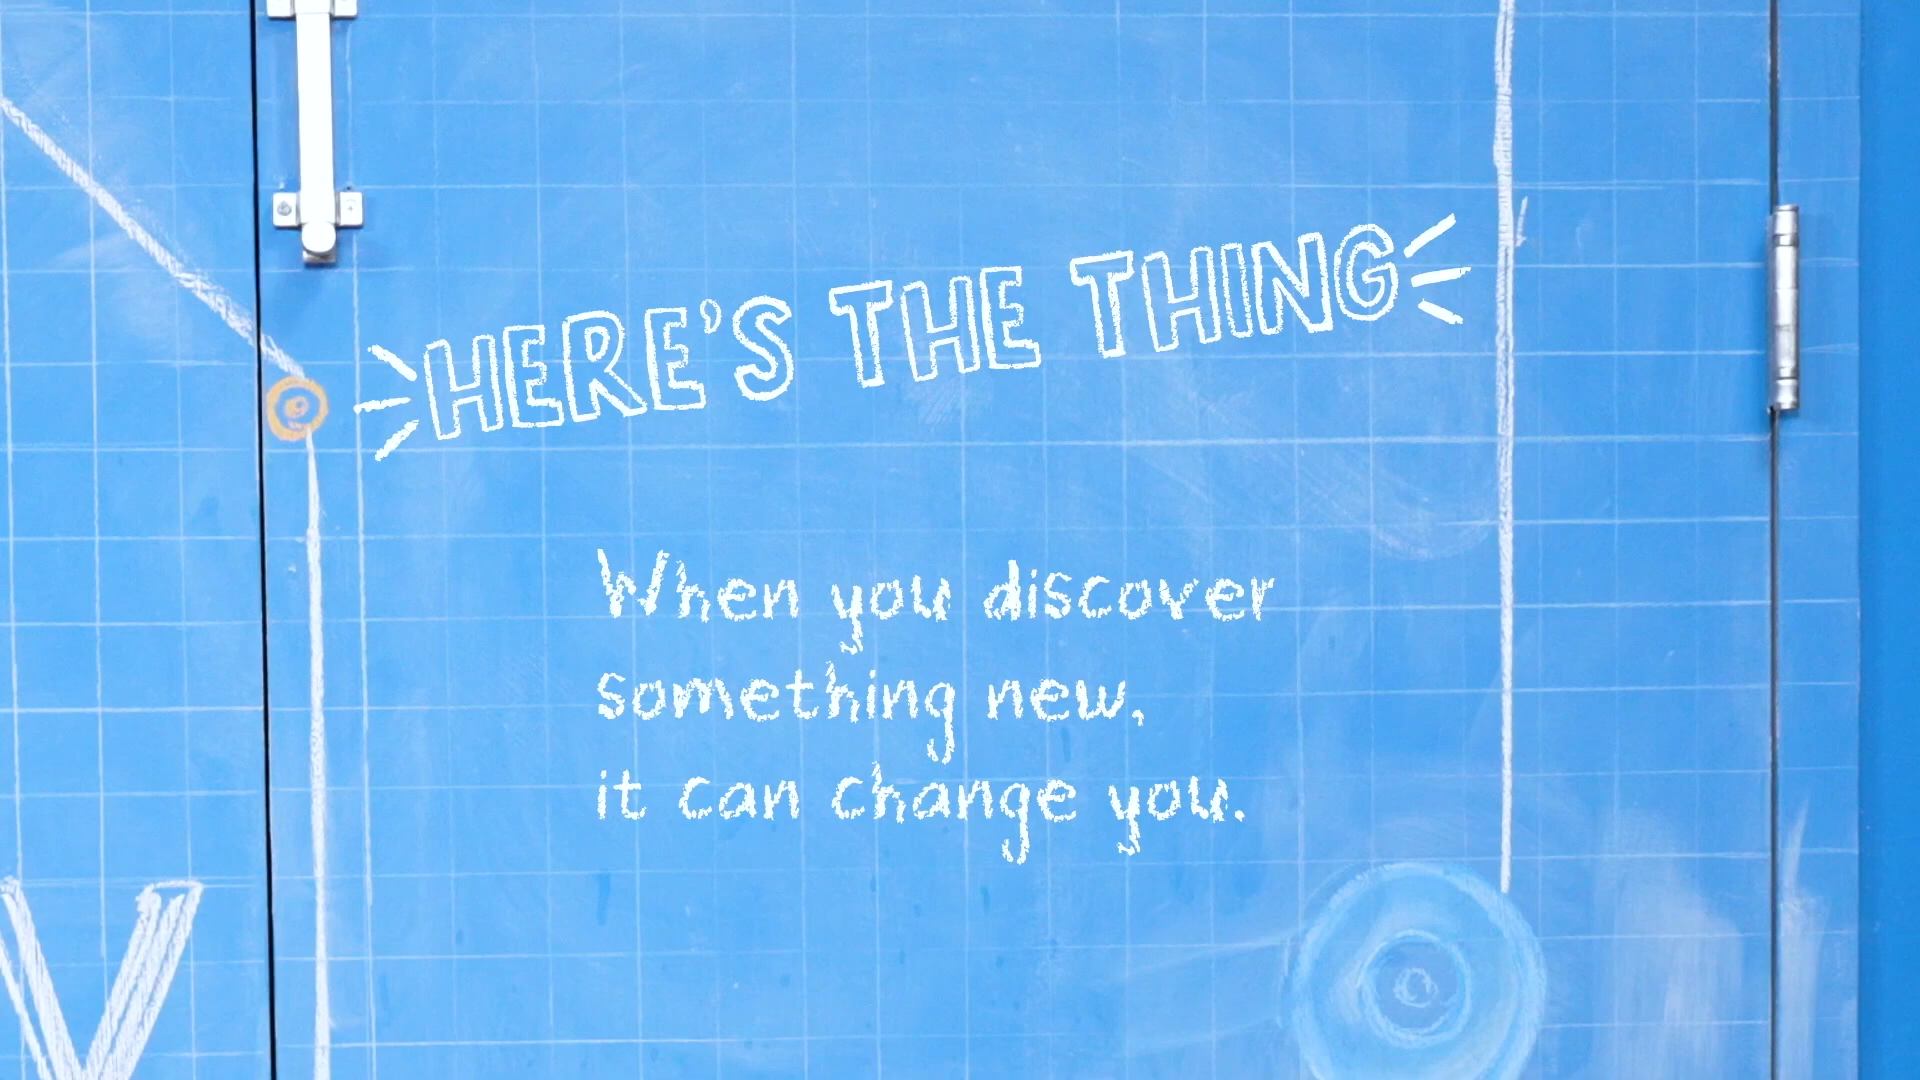 HERE'S THE THING
When you discover
something new,
it can change you.